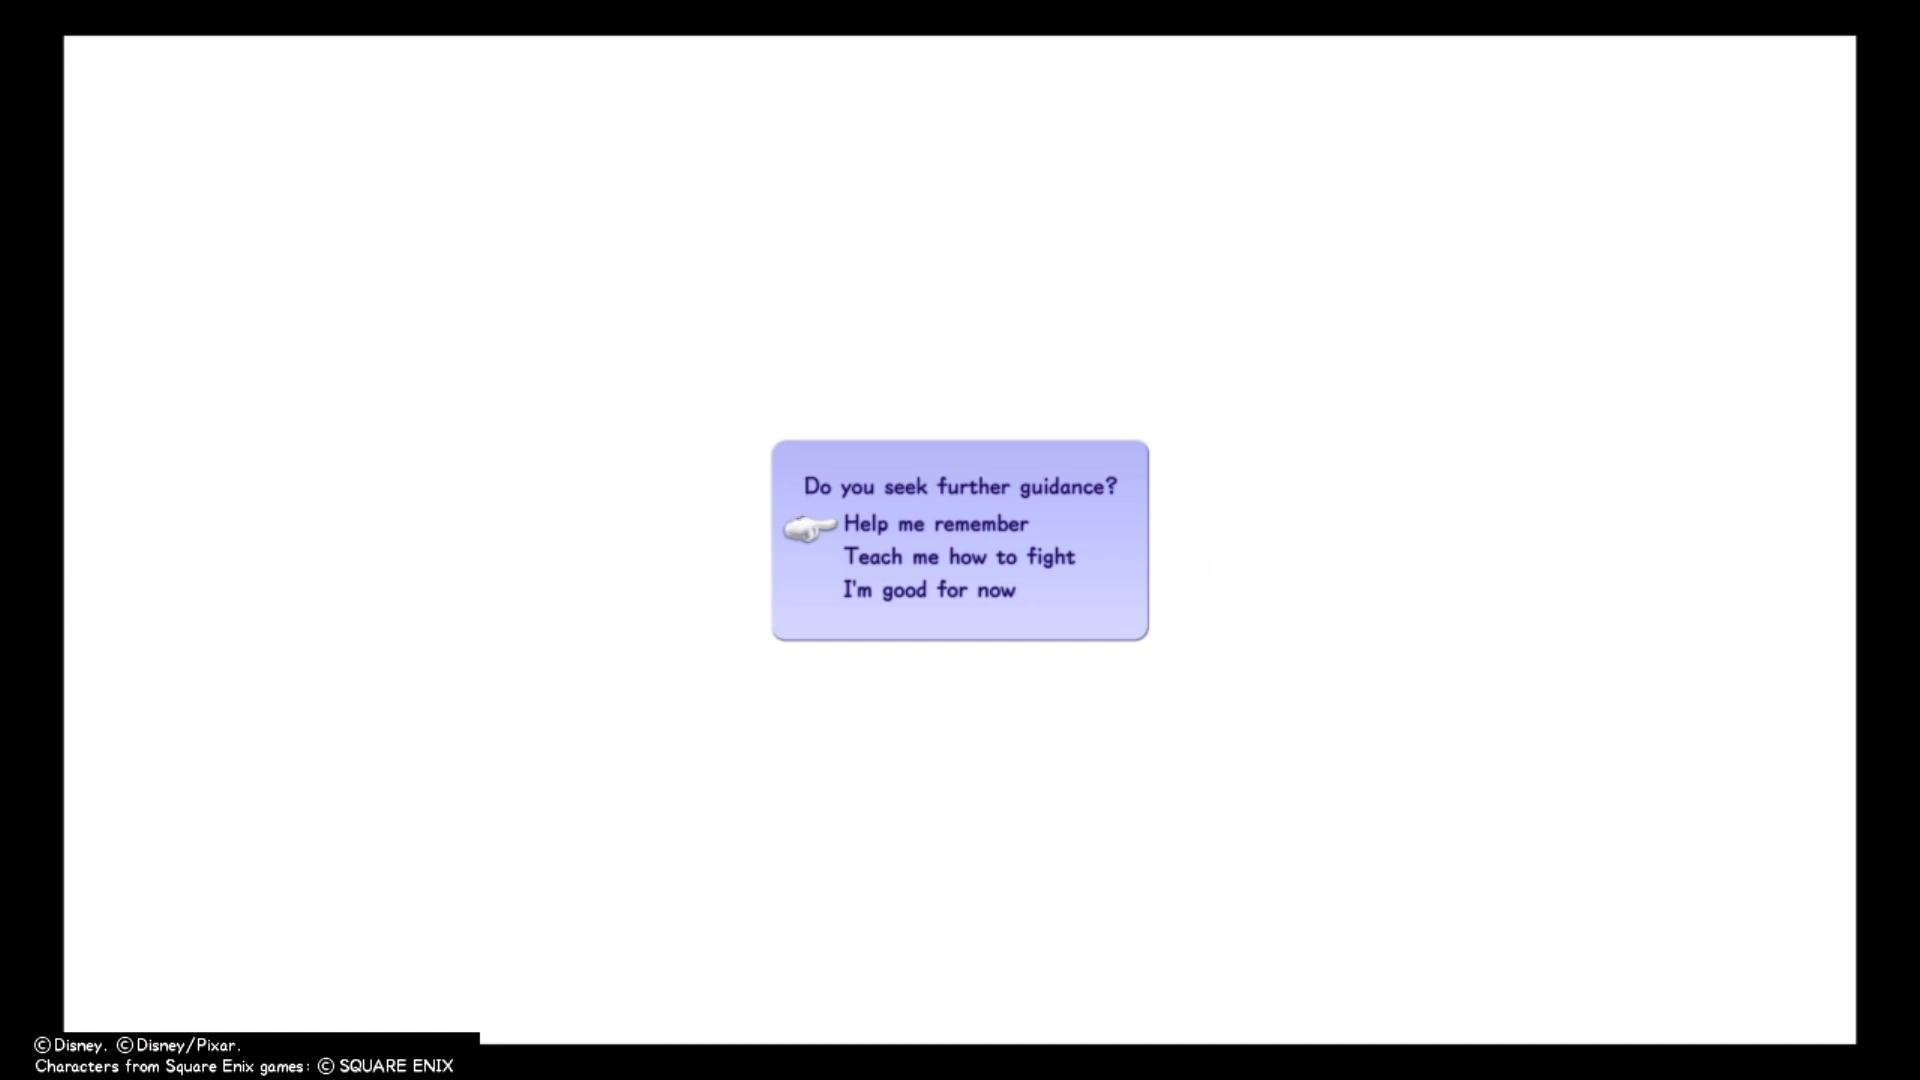 Do you seek further guidance?
Help me remember
Teach me how to fight
I'm good for now
©Disney. ©Disney/Pixar.
Characters from Square Enix games: © SQUARE ENIX